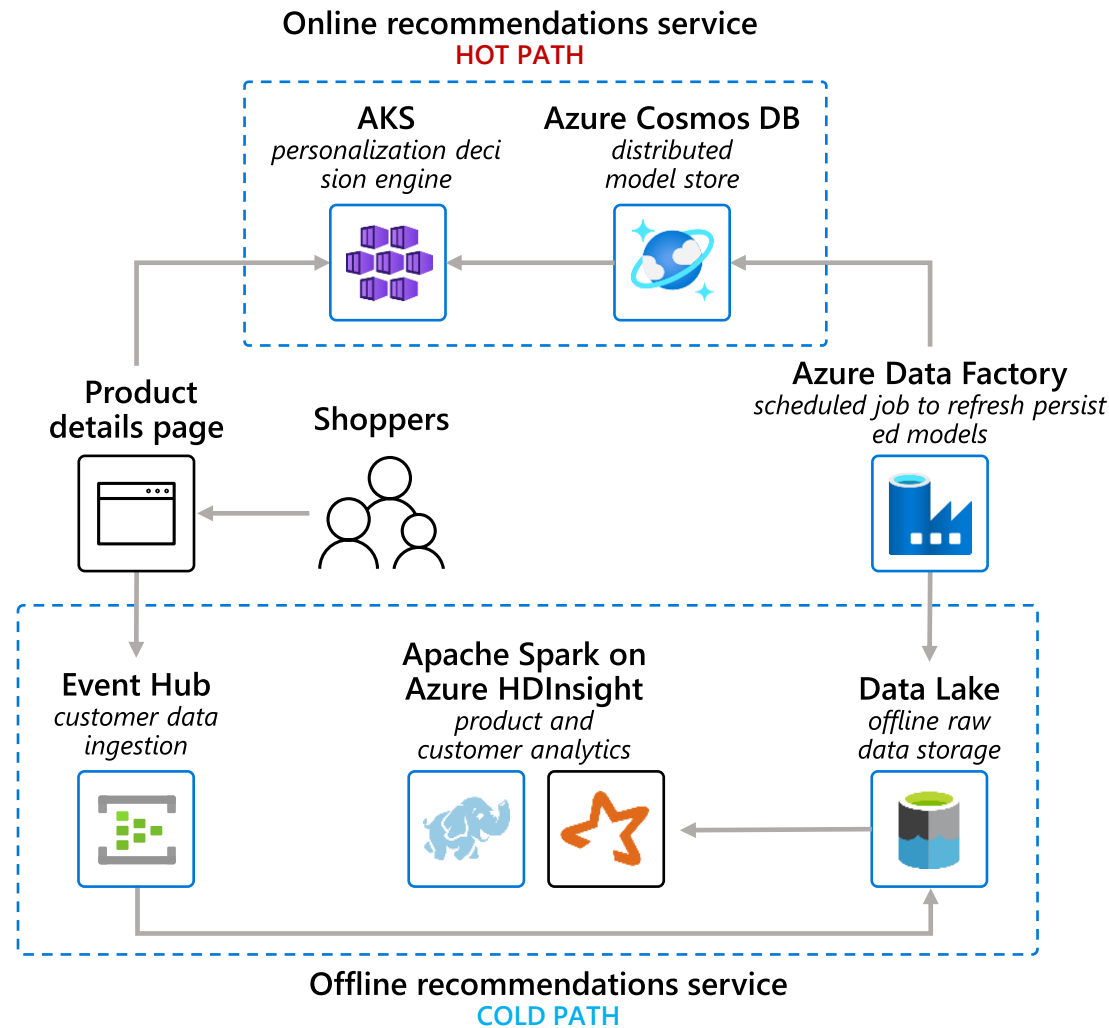 Online recommendations service
HOT PATH
AKS
personalization deci
sion engine
Azure Cosmos DB
distributed
model store
Product
details page
Shoppers
Azure Data Factory
scheduled job to refresh persist
ed models
Event Hub
customer data
ingestion
Apache Spark on
Azure HDInsight
product and
customer analytics
Data Lake
offline raw
data storage
Offline recommendations service
COLD PATH